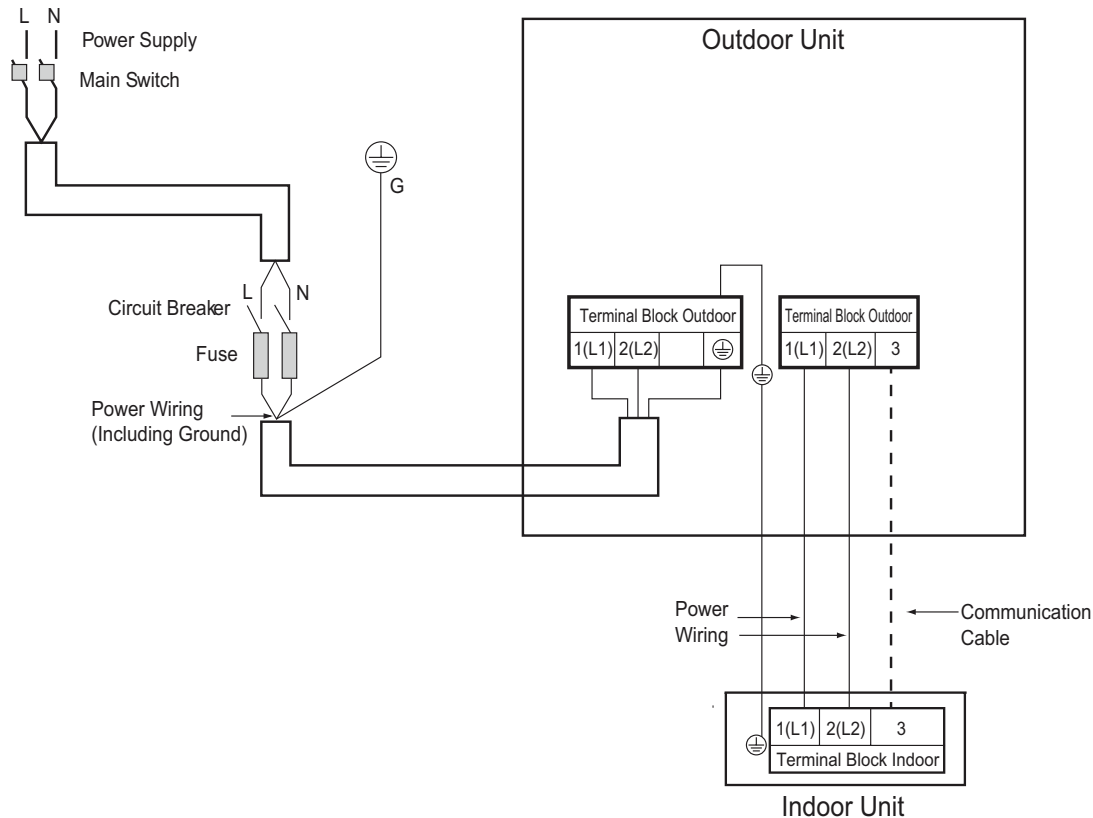 L N
Power Supply
Main Switch
Outdoor Unit
G
L N
Circuit Breaker
Fuse
Power Wiring
(Including Ground)
Terminal Block Outdoor
1(L1) 2(L2)
Terminal Block Outdoor
1(L1) 2(L2) 3
Power
Wiring
Communication
Cable
1(L1) 2(L2) 3
Terminal Block Indoor
Indoor Unit